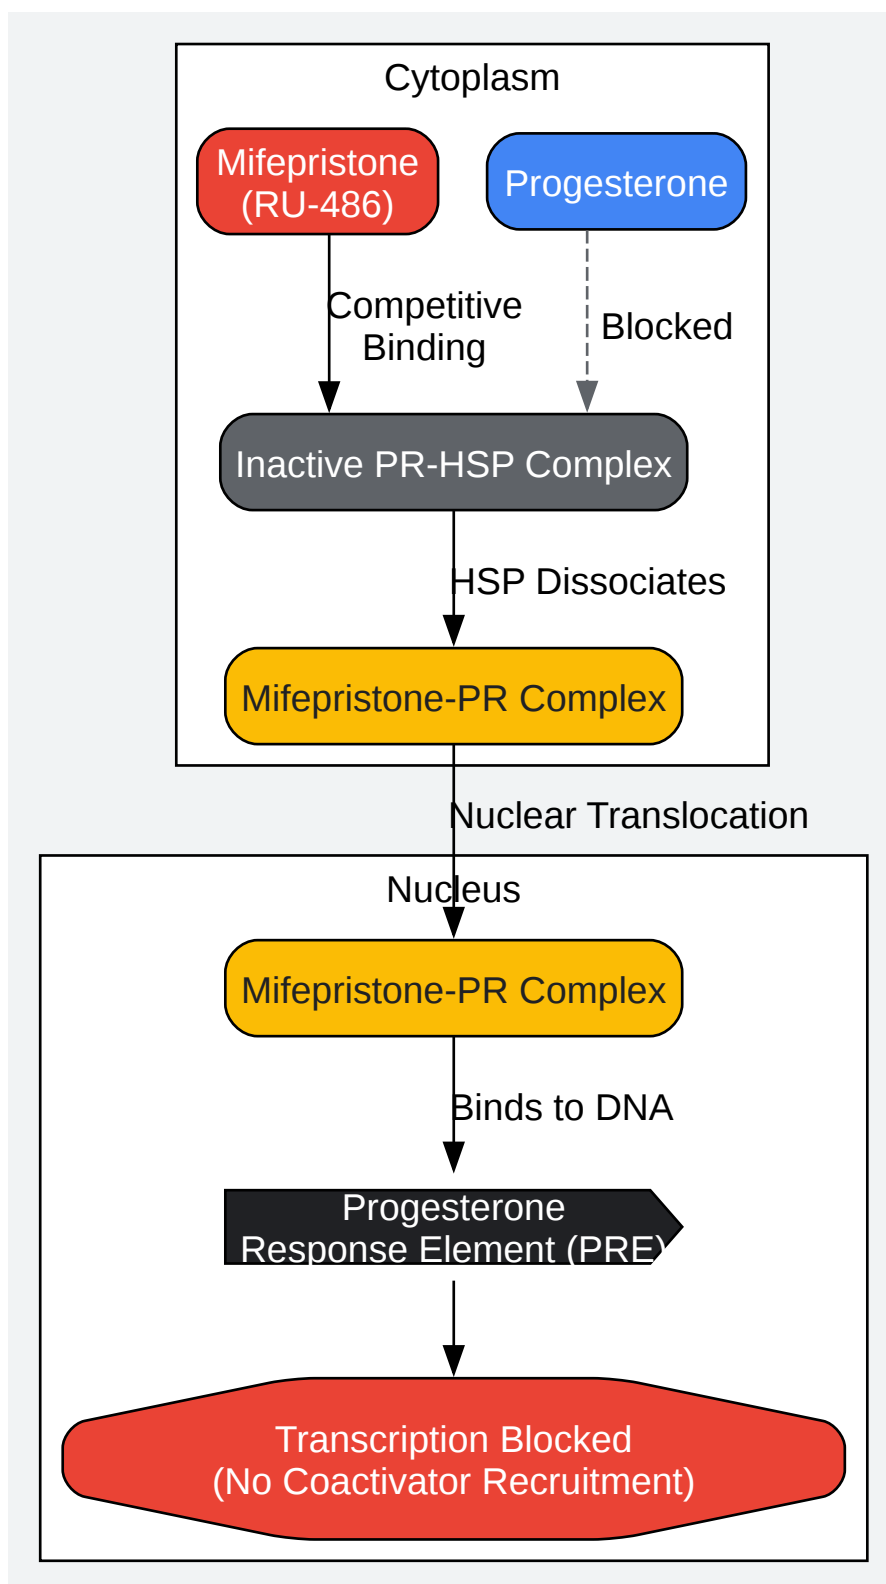 Cytoplasm
Mifepristone
(RU-486)
Progesterone
Competitive
Binding
Blocked
Inactive PR-HSP Complex
HSP Dissociates
Mifepristone-PR Complex
Nuclear Translocation
Nucleus
Mifepristone-PR Complex
Binds to DNA
Progesterone
Response Element (PRE)
Transcription Blocked
(No Coactivator Recruitment)